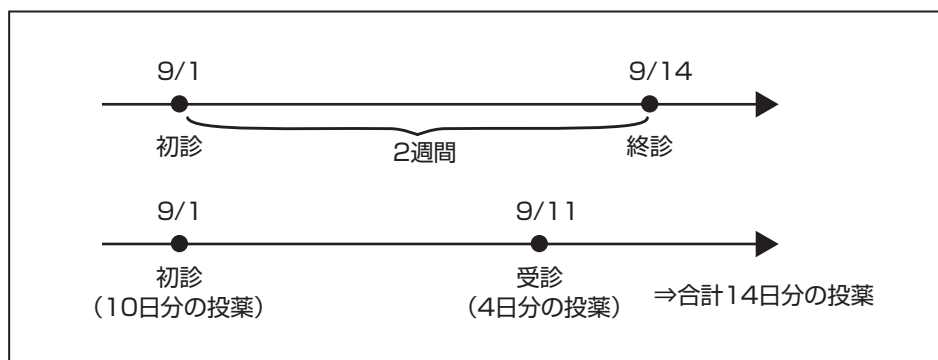 9/1 9/14
初診 2週間 終診
9/1 9/11
初診 受診
（10日分の投薬） （4日分の投薬） ⇒合計14日分の投薬